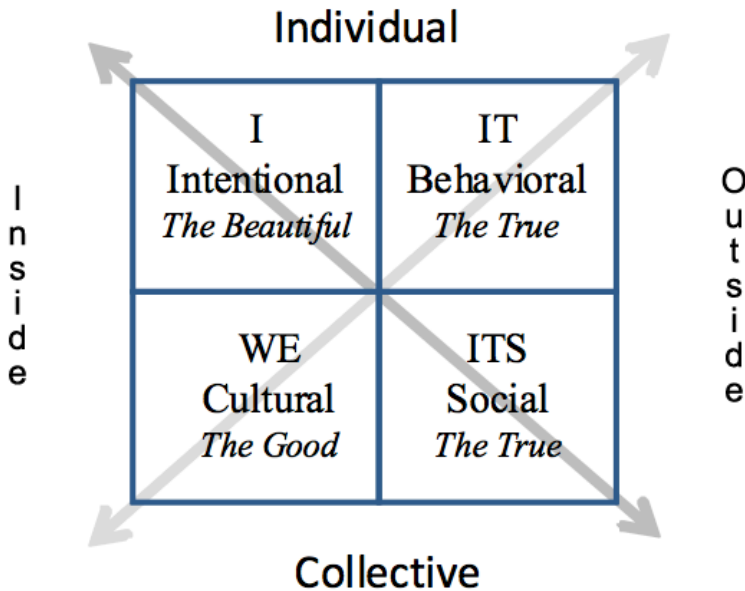 Individual
I
Intentional
The Beautiful
IT
Behavioral
The True
Inside
Outside
WE
Cultural
The Good
ITS
Social
The True
Collective